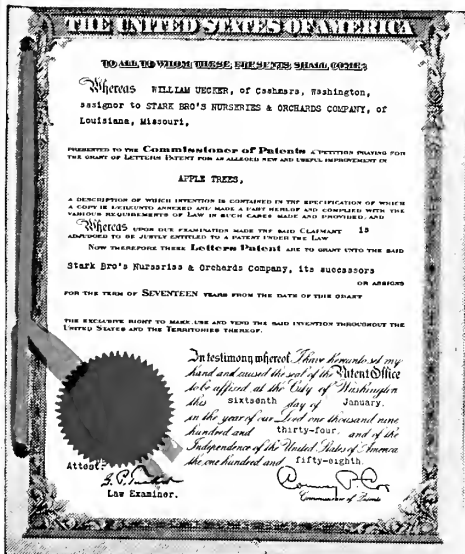 THE UNITED STATES OF AMERICA
TO ALL TO WHOM THESE PRESENTS SHALL COME:
Whereas WILLIAM UECKER, of Cashmere, Washington,
assignor to STARK BRO'S NURSERIES & ORCHARDS COMPANY, of
Louisiana, Missouri,
PRESENTED TO THE Commissioner of Patents A PETITION PRAYING FOR
THE GRANT OF LETTERS PATENT FOR AN ALLEGED NEW AND USEFUL IMPROVEMENT IN
APPLE TREES,
A DESCRIPTION OF WHICH INVENTION IS CONTAINED IN THE SPECIFICATION OF WHICH
A COPY IS HEREUNTO ANNEXED AND MADE A PART HEREOF AND COMPLIED WITH THE
VARIOUS REQUIREMENTS OF LAW IN SUCH CASES MADE AND PROVIDED, AND
Whereas UPON DUE EXAMINATION MADE THE SAID CLAIMANT is
ADJUDGED TO BE JUSTLY ENTITLED TO A PATENT UNDER THE LAW
NOW THEREFORE THESE Letters Patent ARE TO GRANT UNTO THE SAID
Stark Bro's Nurseries & Orchards Company, its successors
OR ASSIGNS
FOR THE TERM OF SEVENTEEN YEARS FROM THE DATE OF THIS GRANT
THE EXCLUSIVE RIGHT TO MAKE, USE AND VEND THE SAID INVENTION THROUGHOUT THE
UNITED STATES AND THE TERRITORIES THEREOF.
In testimony whereof I have hereunto set my
hand and caused the seal of the Patent Office
to be affixed at the City of Washington
this sixteenth day of January,
in the year of our Lord one thousand nine
hundred and thirty-four, and of the
Independence of the United States of America
the one hundred and fifty-eighth.
Attest:
Law Examiner.
Commissioner of Patents